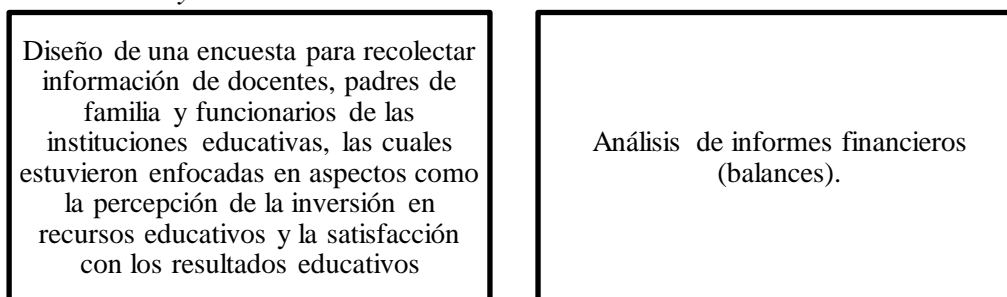 Diseño de una encuesta para recolectar
información de docentes, padres de
familia y funcionarios de las
instituciones educativas, las cuales
estuvieron enfocadas en aspectos como
la percepción de la inversión en
recursos educativos y la satisfacción
con los resultados educativos
Análisis de informes financieros
(balances).